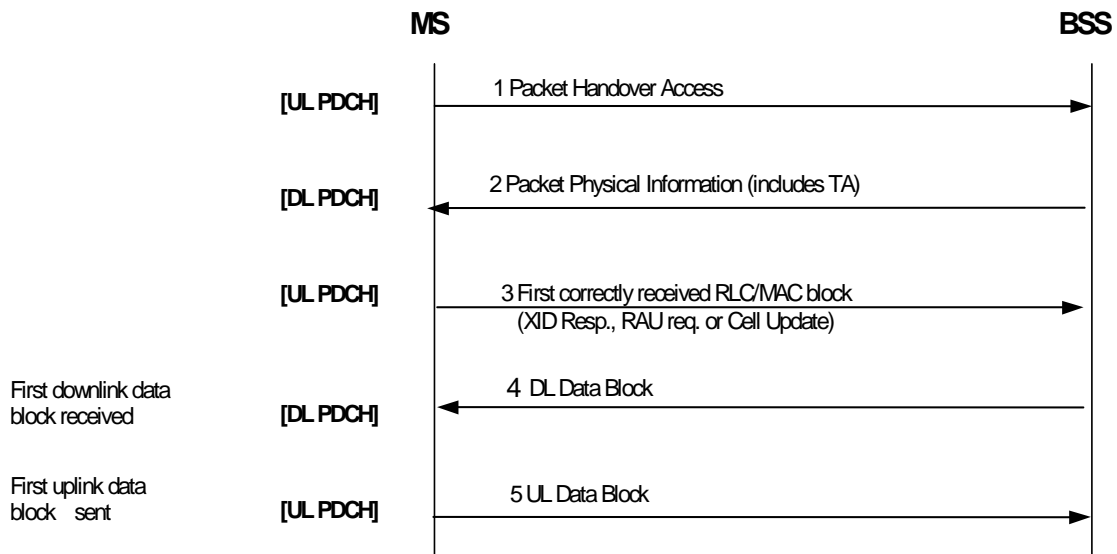 MS BSS
1 Packet Handover Access
[UL PDCH]
2 Packet Physical Information (includes TA)
[DL PDCH]
[UL PDCH]
3 First correctly received RLC/MAC block
(XID Resp., RAU req. or Cell Update)
First downlink data
block received
[DL PDCH]
4 DL Data Block
First uplink data
block sent
[UL PDCH]
5 UL Data Block